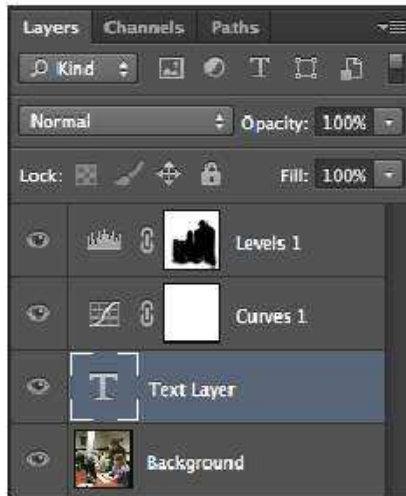 Layers Channels Paths
Kind T
Normal Opacity: 100%
Lock: Fill: 100%
Levels 1
Curves 1
T Text Layer
Background